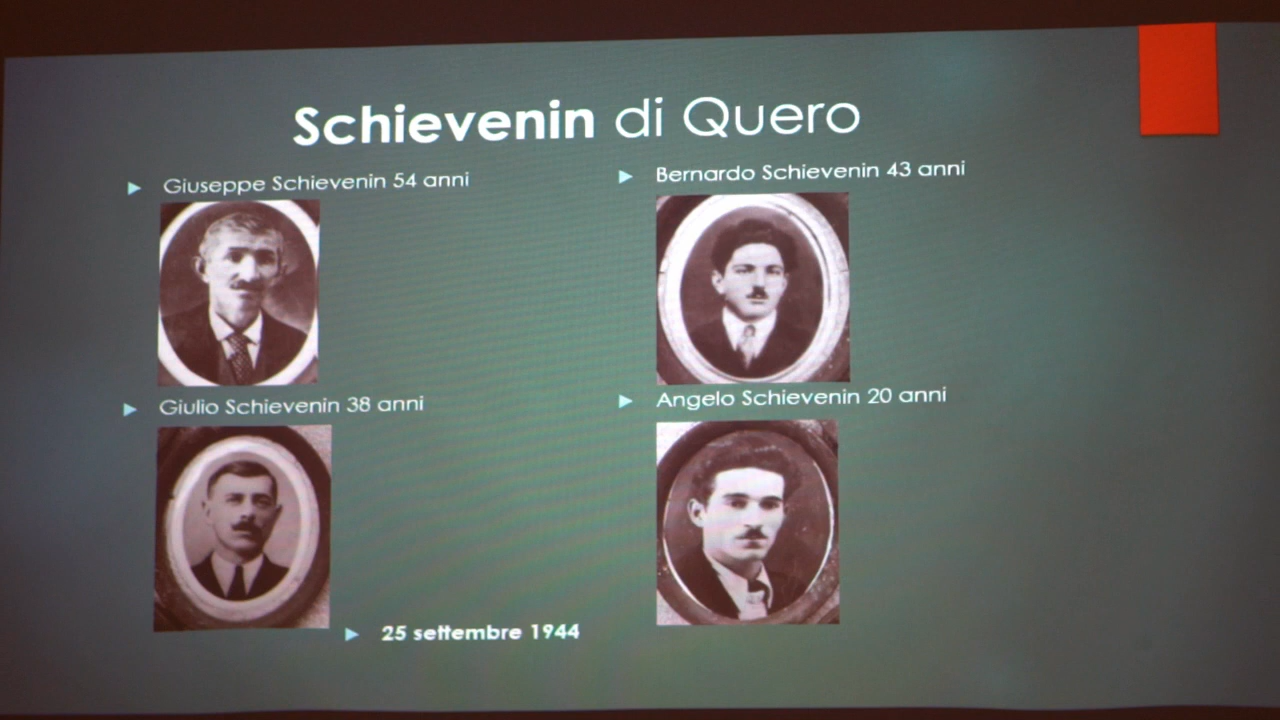 Schievenin di Quero
Giuseppe Schievenin 54 anni
Bernardo Schievenin 43 anni
Giulio Schievenin 38 anni
Angelo Schievenin 20 anni
25 settembre 1944